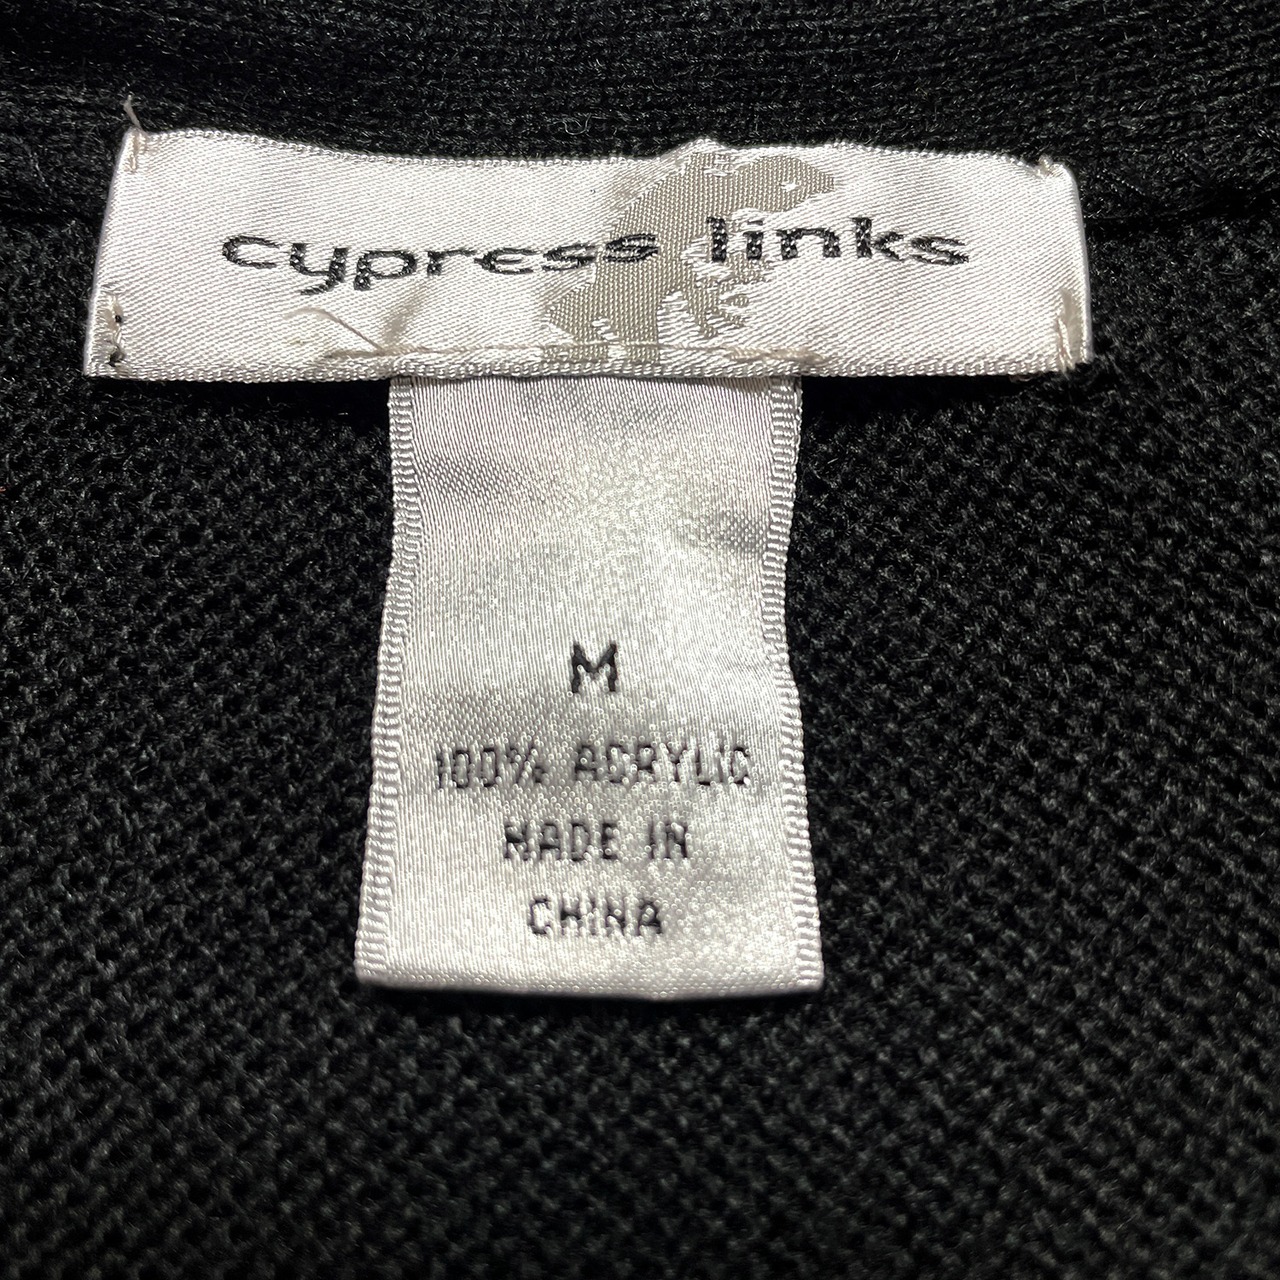 cypress links
M
100% ACRYLIC
MADE IN
CHINA